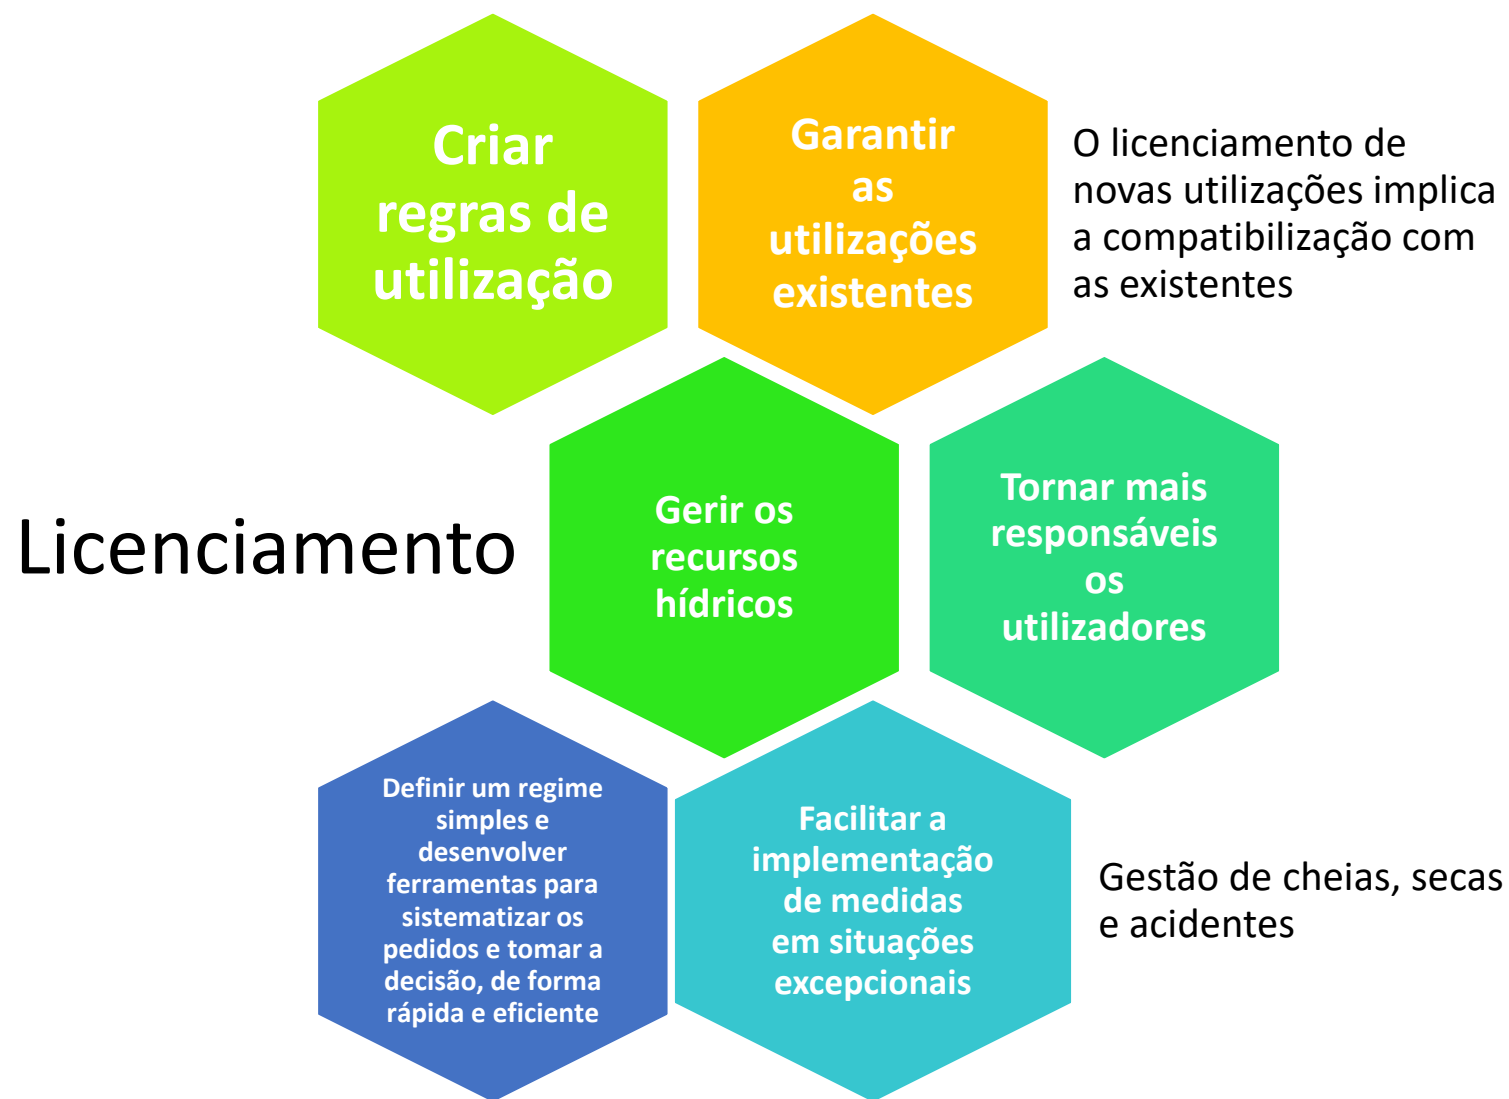 Criar
regras de
utilização
Garantir
as
utilizações
existentes
O licenciamento de
novas utilizações implica
a compatibilização com
as existentes
Licenciamento
Gerir os
recursos
hídricos
Tornar mais
responsáveis
os
utilizadores
Definir um regime
simples e
desenvolver
ferramentas para
sistematizar os
pedidos e tomar a
decisão, de forma
rápida e eficiente
Facilitar a
implementação
de medidas
em situações
excepcionais
Gestão de cheias, secas
e acidentes